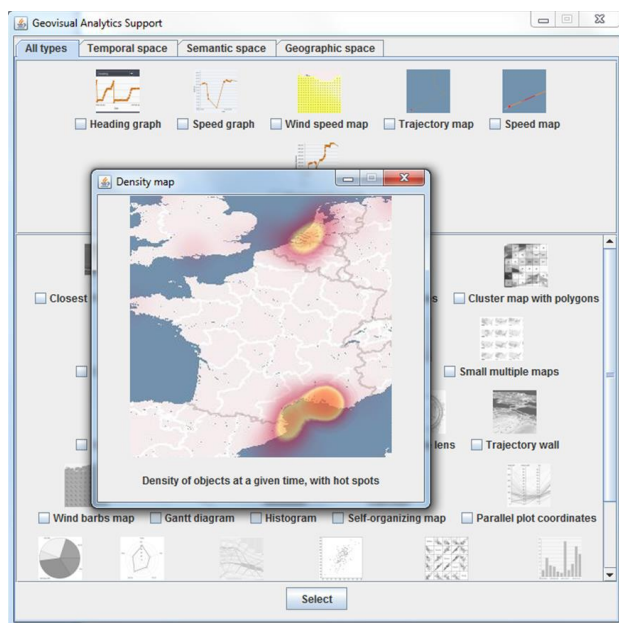 Geovisual Analytics Support
All types Temporal space Semantic space Geographic space
Heading graph Speed graph Wind speed map Trajectory map Speed map
Density map
Closest s Cluster map with polygons
Small multiple maps
lens Trajectory wall
Density of objects at a given time, with hot spots
Wind barbs map Gantt diagram Histogram Self-organizing map Parallel plot coordinates
Select